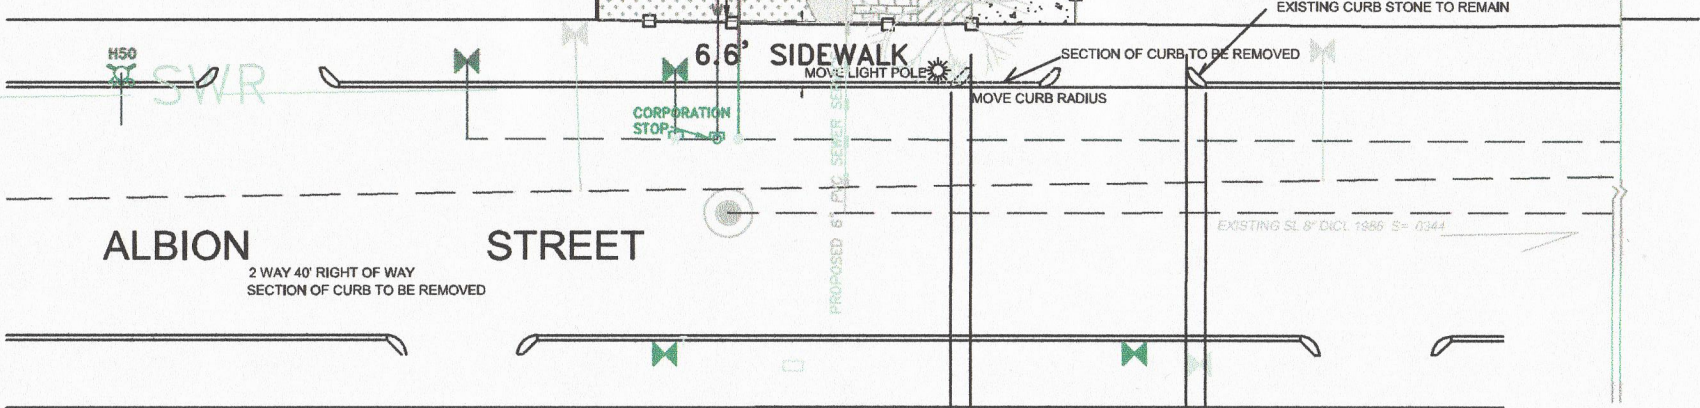 EXISTING CURB STONE TO REMAIN
H50
6.6' SIDEWALK
SECTION OF CURB TO BE REMOVED
MOVE LIGHT POLE
SWR
MOVE CURB RADIUS
CORPORATION
STOP
PROPOSED 6" PVC SEWER SERV
EXISTING SL 8" DICL 1986 S= .0344
ALBION STREET
2 WAY 40' RIGHT OF WAY
SECTION OF CURB TO BE REMOVED